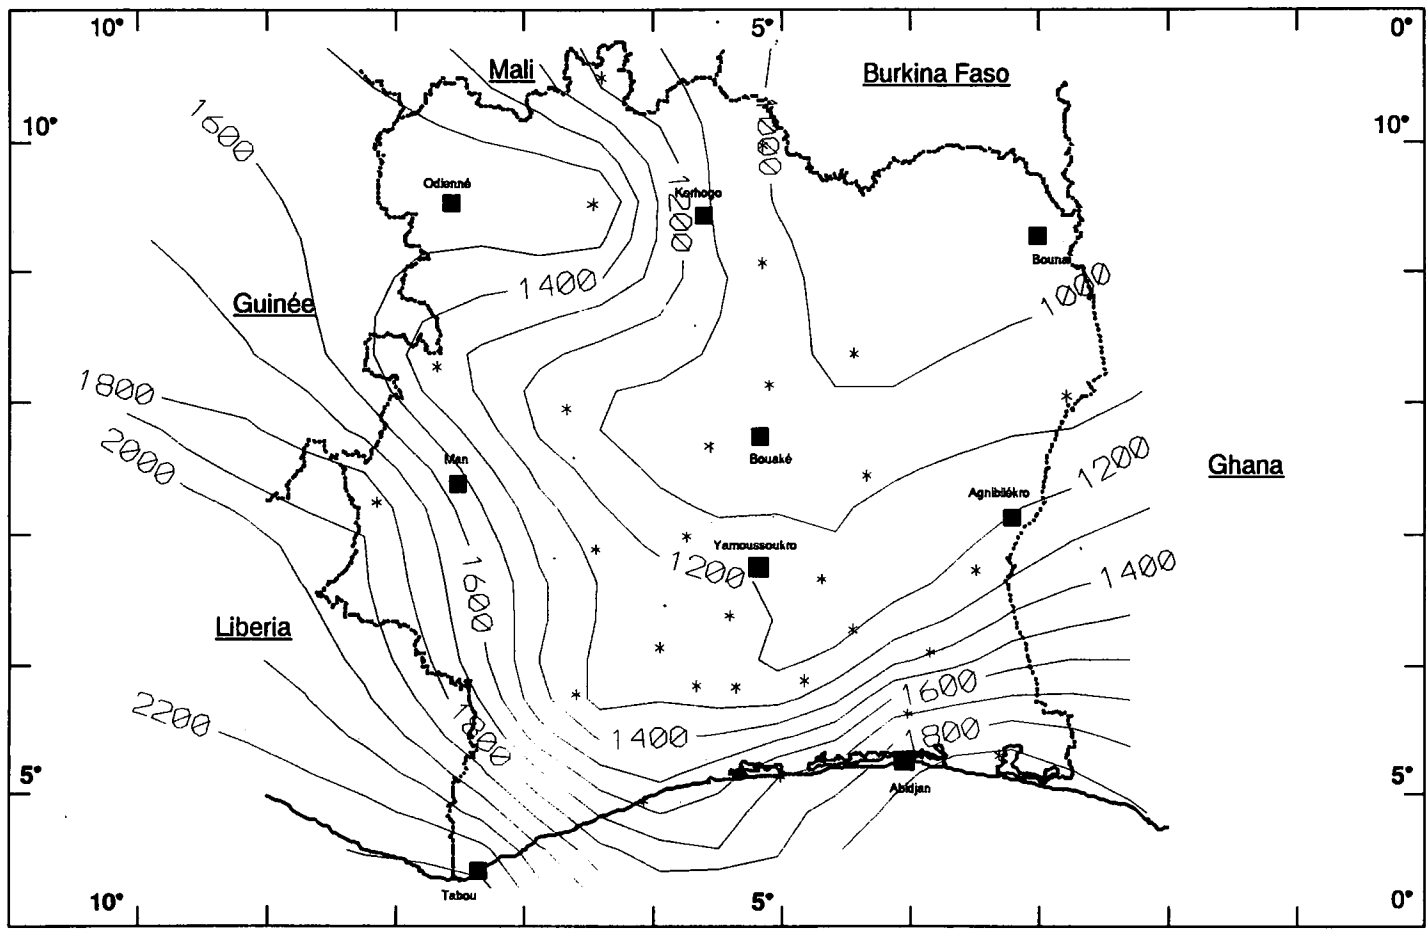 10° 5° 0°
Mali
Burkina Faso
1600
10° 10°
1000
Odienné
Korhogo
1200
Bouna
1000
1400
Guinée
1800
2000
Man
Bouaké
1200
Ghana
Agnibilékro
Yamoussoukro
1200
1400
1600
Liberia
1600
2200
1800
1400
1800
5° 5°
Abidjan
Tabou
10° 5° 0°